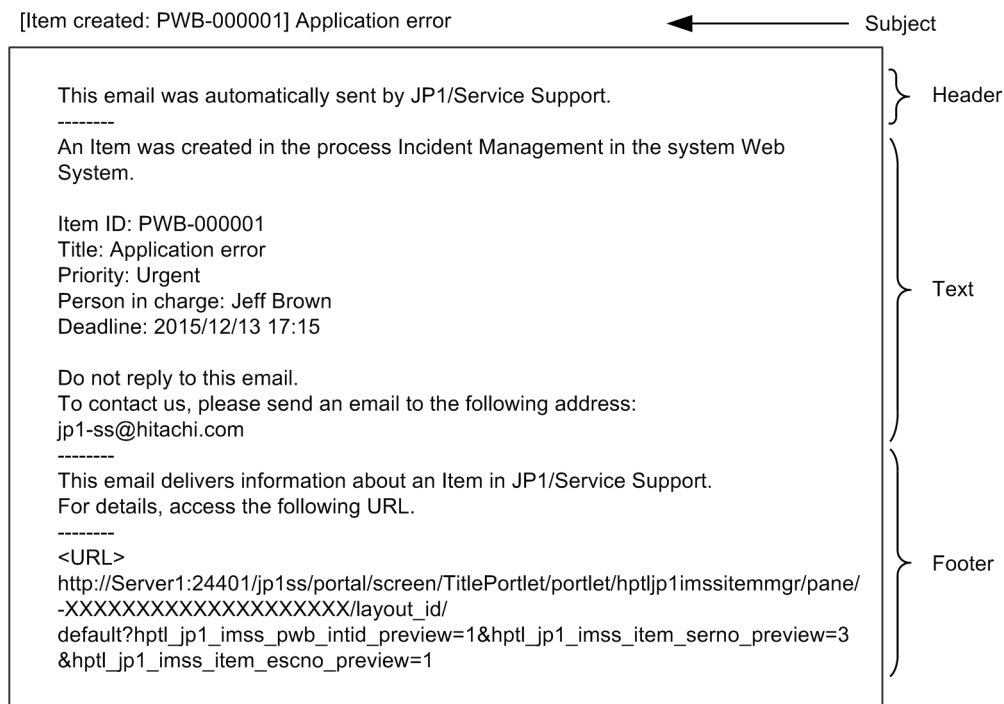 [Item created: PWB-000001] Application error
Subject
This email was automatically sent by JP1/Service Support.
Header
--------
An Item was created in the process Incident Management in the system Web
System.
Item ID: PWB-000001
Title: Application error
Priority: Urgent
Text
Person in charge: Jeff Brown
Deadline: 2015/12/13 17:15
Do not reply to this email.
To contact us, please send an email to the following address:
jp1-ss@hitachi.com
--------
This email delivers information about an Item in JP1/Service Support.
For details, access the following URL.
--------
<URL>
Footer
http://Server1:24401/jp1ss/portal/screen/TitlePortlet/portlet/hptljp1imssitemmgr/pane/
-XXXXXXXXXXXXXXXXXXXX/layout_id/
default?hptl_jp1_imss_pwb_intid_preview=1&hptl_jp1_imss_item_serno_preview=3
&hptl_jp1_imss_item_escno_preview=1